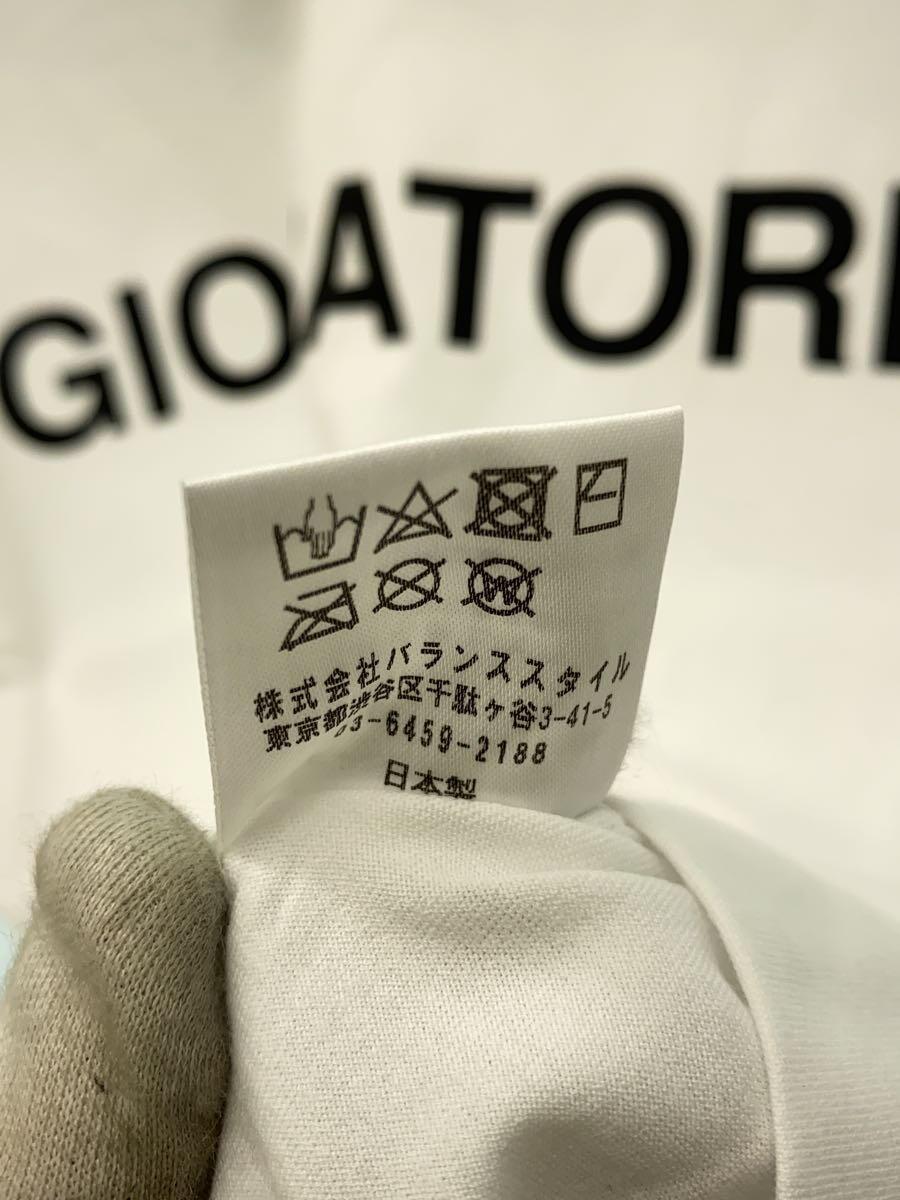 GIOATORE
株式会社バランススタイル
東京都渋谷区千駄ヶ谷3-41-5
03-6459-2188
日本製